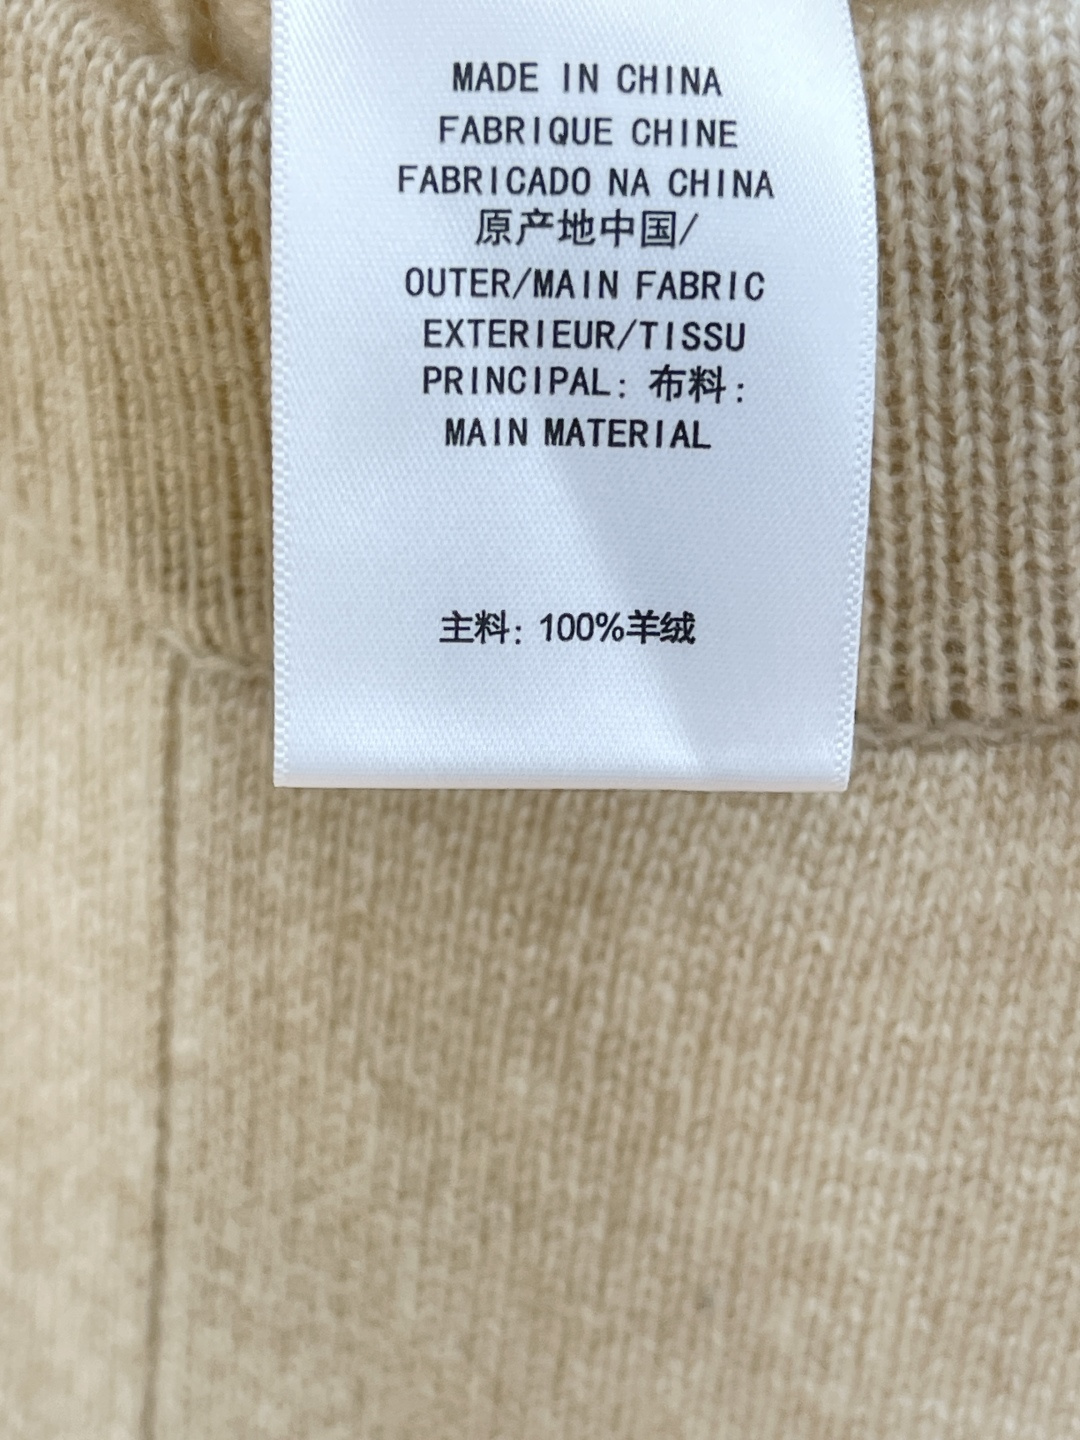 MADE IN CHINA
FABRIQUE CHINE
FABRICADO NA CHINA
原产地中国/
OUTER/MAIN FABRIC
EXTERIEUR/TISSU
PRINCIPAL: 布料:
MAIN MATERIAL
主料: 100%羊绒